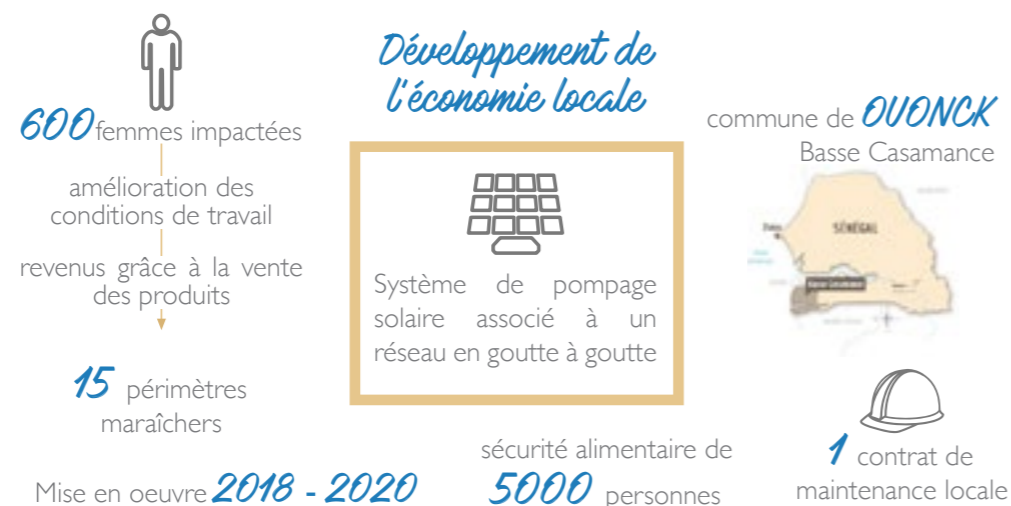 Développement de
l'économie locale
600 femmes impactées
amélioration des
conditions de travail
revenus grâce à la vente
des produits
15 périmètres
maraîchers
Mise en oeuvre 2018 - 2020
Système de pompage
solaire associé à un
réseau en goutte à goutte
sécurité alimentaire de
5000 personnes
commune de OUONCK
Basse Casamance
SÉNÉGAL
1 contrat de
maintenance locale